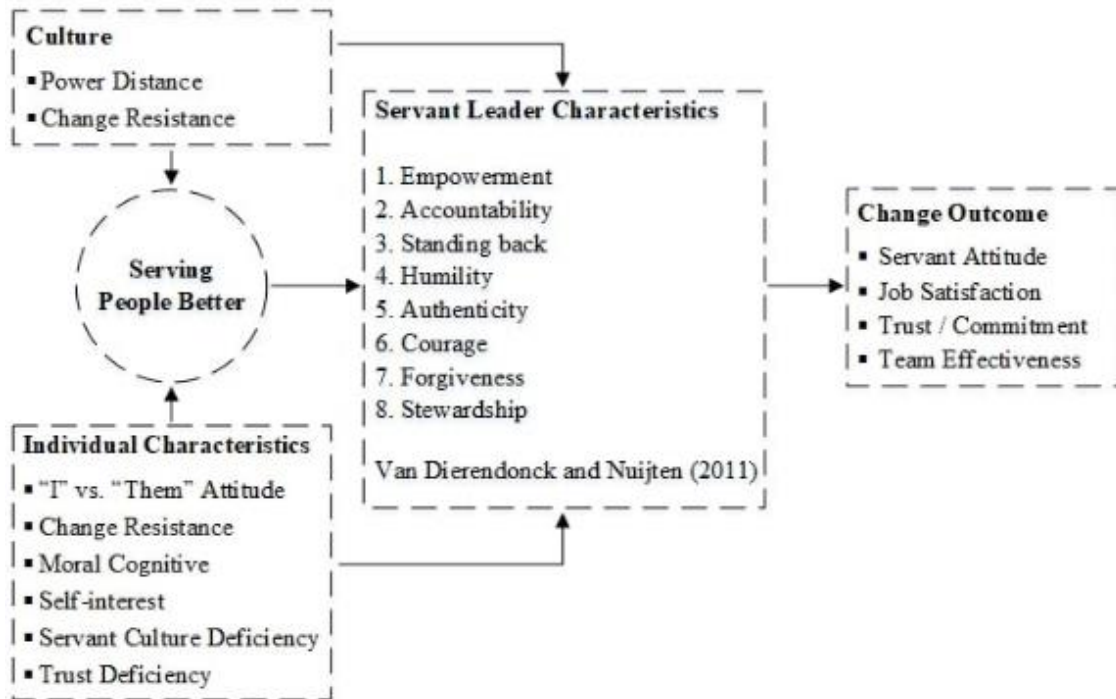 Culture
▪ Power Distance
▪ Change Resistance
Serving
People Better
Individual Characteristics
▪ “I” vs. “Them” Attitude
▪ Change Resistance
▪ Moral Cognitive
▪ Self-interest
▪ Servant Culture Deficiency
▪ Trust Deficiency
Servant Leader Characteristics
1. Empowerment
2. Accountability
3. Standing back
4. Humility
5. Authenticity
6. Courage
7. Forgiveness
8. Stewardship
Van Dierendonck and Nuijten (2011)
Change Outcome
▪ Servant Attitude
▪ Job Satisfaction
▪ Trust / Commitment
▪ Team Effectiveness